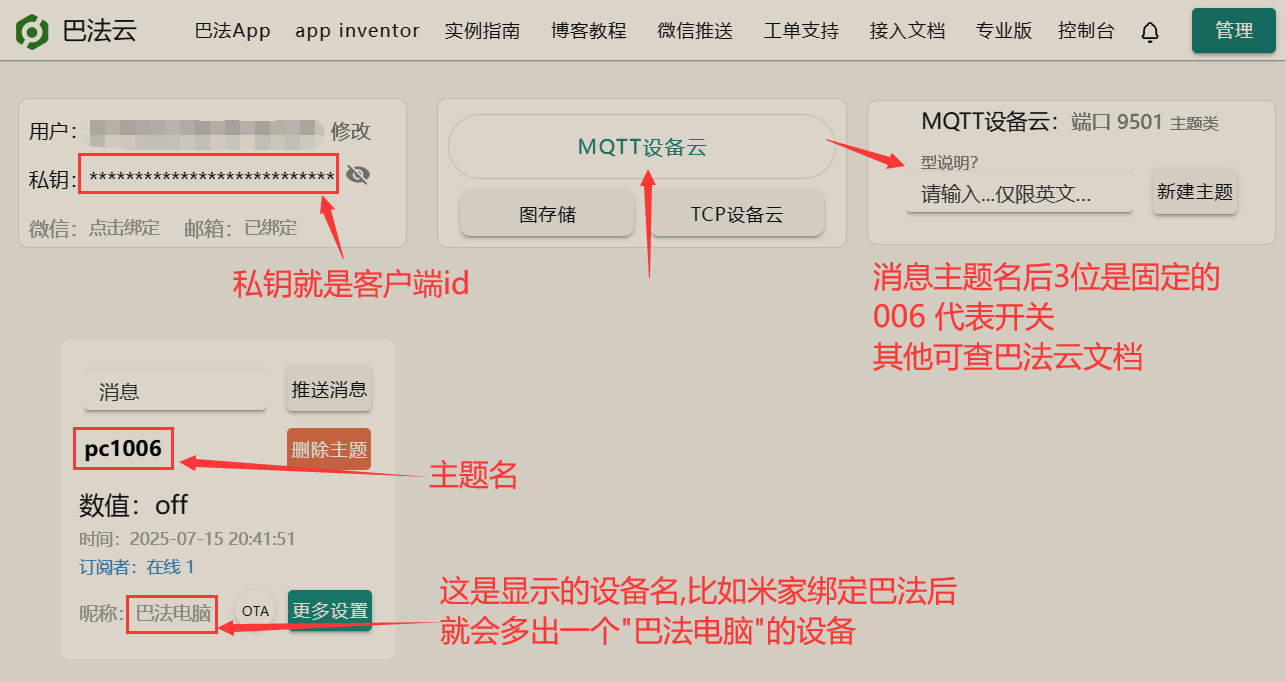 巴法云
巴法App
app inventor
实例指南
博客教程
微信推送
工单支持
接入文档
专业版
控制台
管理
用户：
修改
私钥:
***************************
微信：点击绑定
邮箱：已绑定
MQTT设备云
图存储
TCP设备云
MQTT设备云：端口 9501 主题类
型说明？
请输入...仅限英文...
新建主题
私钥就是客户端id
消息主题名后3位是固定的
006 代表开关
其他可查巴法云文档
消息
推送消息
pc1006
删除主题
主题名
数值：off
时间：2025-07-15 20:41:51
订阅者：在线 1
昵称:
巴法电脑
OTA
更多设置
这是显示的设备名,比如米家绑定巴法后
就会多出一个"巴法电脑"的设备